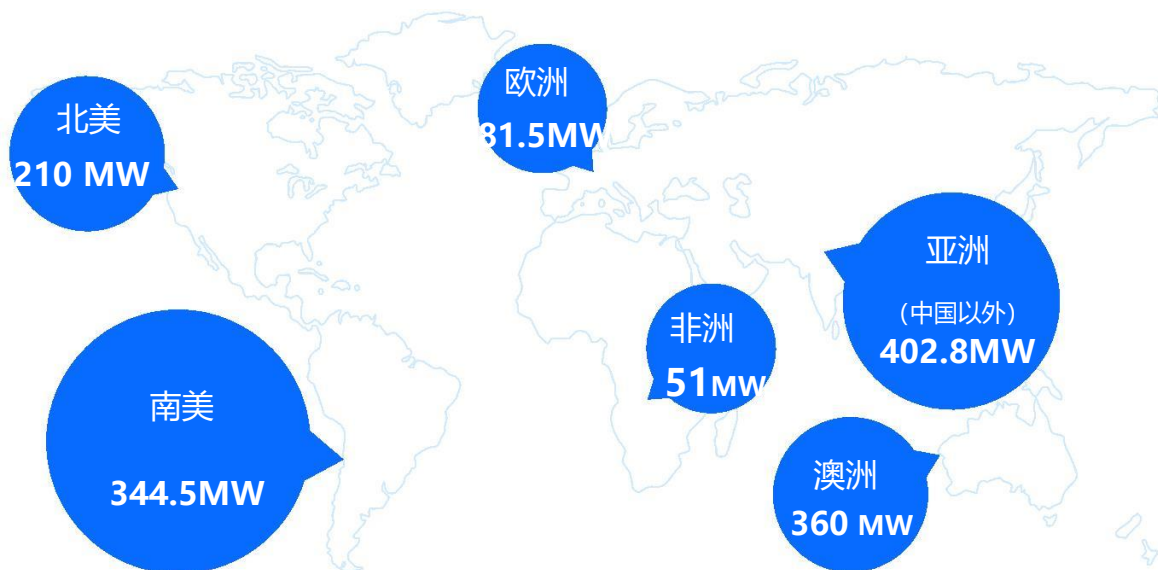 北美
210 MW
欧洲
81.5MW
亚洲
（中国以外）
402.8MW
非洲
51MW
南美
344.5MW
澳洲
360 MW